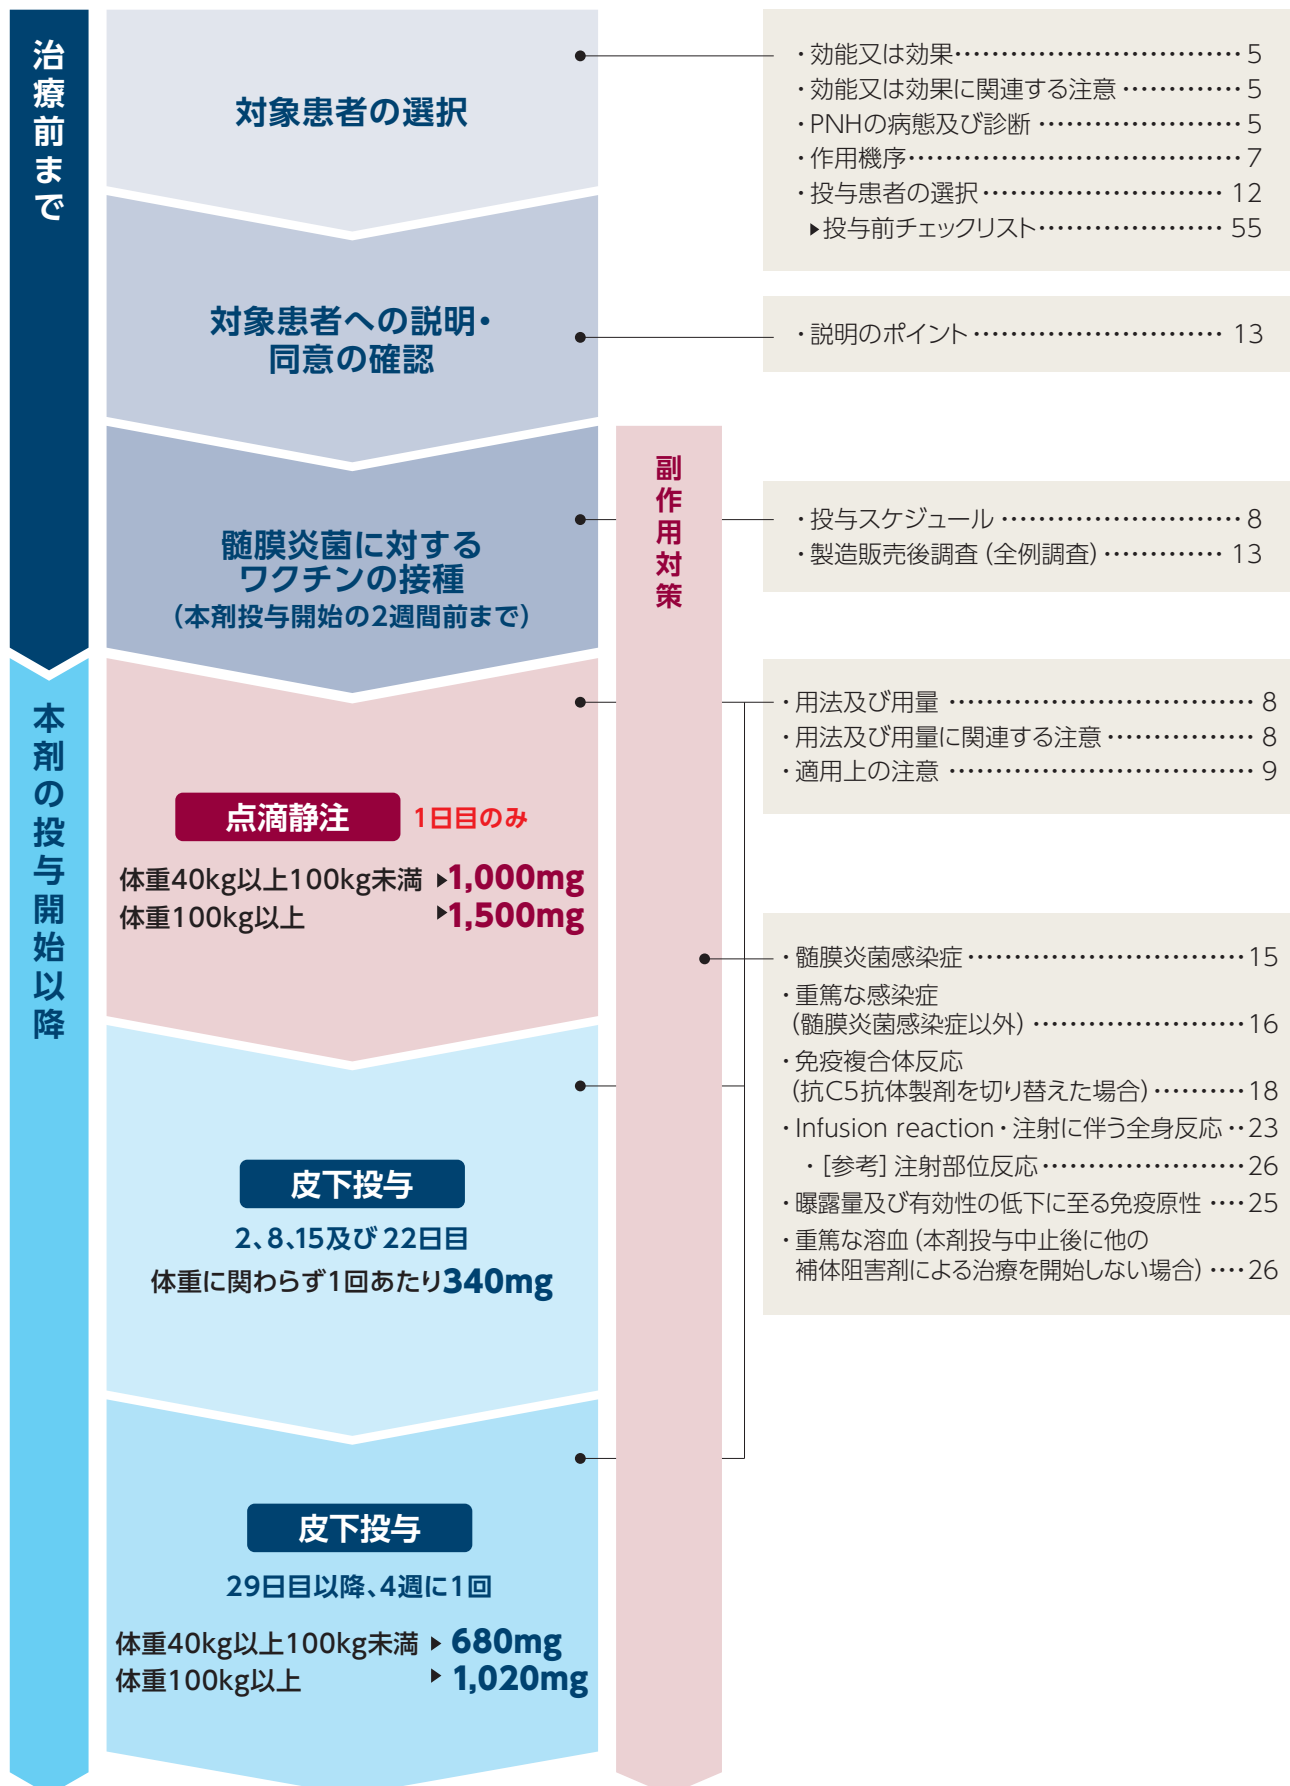 治療前まで
対象患者の選択
・効能又は効果…………………………… 5
・効能又は効果に関連する注意 …………… 5
・PNHの病態及び診断 …………………… 5
・作用機序………………………………… 7
・投与患者の選択………………………… 12
▶投与前チェックリスト………………… 55
対象患者への説明・
同意の確認
・説明のポイント ………………………… 13
髄膜炎菌に対する
ワクチンの接種
(本剤投与開始の2週間前まで)
副作用対策
・投与スケジュール ……………………… 8
・製造販売後調査(全例調査)…………… 13
本剤の投与開始以降
点滴静注 1日目のみ
体重40kg以上100kg未満 ▶1,000mg
体重100kg以上 ▶1,500mg
・用法及び用量 …………………………… 8
・用法及び用量に関連する注意 …………… 8
・適用上の注意 …………………………… 9
・髄膜炎菌感染症…………………………15
・重篤な感染症
(髄膜炎菌感染症以外)……………………16
・免疫複合体反応
(抗C5抗体製剤を切り替えた場合)………18
・Infusion reaction・注射に伴う全身反応‥23
・[参考]注射部位反応…………………26
・曝露量及び有効性の低下に至る免疫原性 ‥‥25
・重篤な溶血(本剤投与中止後に他の
補体阻害剤による治療を開始しない場合)‥‥26
皮下投与
2、8、15及び 22日目
体重に関わらず1回あたり340mg
皮下投与
29日目以降、4週に1回
体重40kg以上100kg未満 ▶ 680mg
体重100kg以上 ▶ 1,020mg